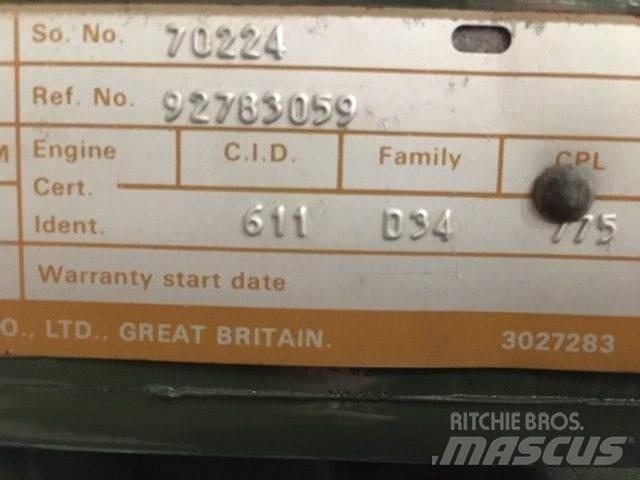 So. No. 70224
Ref. No. 92783059
M Engine C.I.D. Family CPL
Cert.
Ident. 611 D34 775
Warranty start date
O., LTD., GREAT BRITAIN. 3027283
RITCHIE BROS.
MASCUS